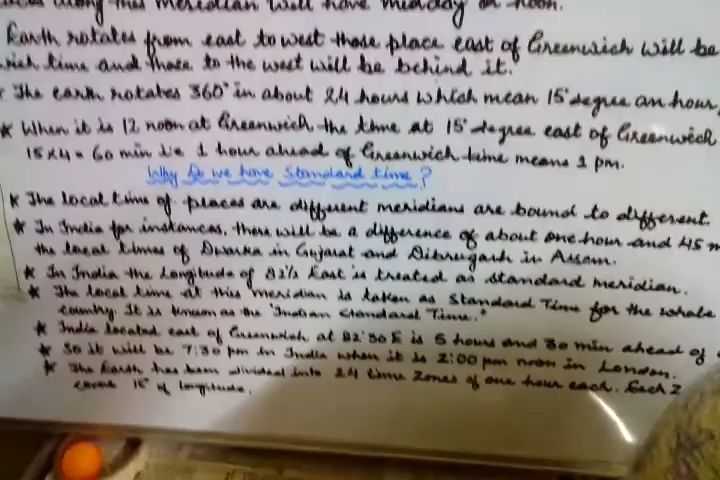 along this meridian will have midday or noon.
Earth rotates from east to west those place east of Greenwich will be
time and those to the west will be behind it.
The earth rotates 360° in about 24 hours which mean 15° degree an hour,
* When it is 12 noon at Greenwich the time at 15° degree east of Greenwich
15 x 4 = 60 min i.e 1 hour ahead of Greenwich time means 1 pm.
Why Do we have standard time?
* The local time of places are different meridians are bound to different.
* In India for instances, there will be a difference of about one hour and 45 m
the local times of Dwarka in Gujarat and Dibrugarh in Assam.
* In India the longitude of 82½ East is treated as standard meridian.
* The local time at this meridian is taken as Standard Time for the whole
country. It is known as the "Indian Standard Time."
* India located east of Greenwich at 82°30 E is 5 hours and 30 min ahead of
* So it will be 7:30 pm in India when it is 2:00 pm noon in London.
* The Earth has been divided into 24 time zones of one hour each. Each Z
15° of longitude.